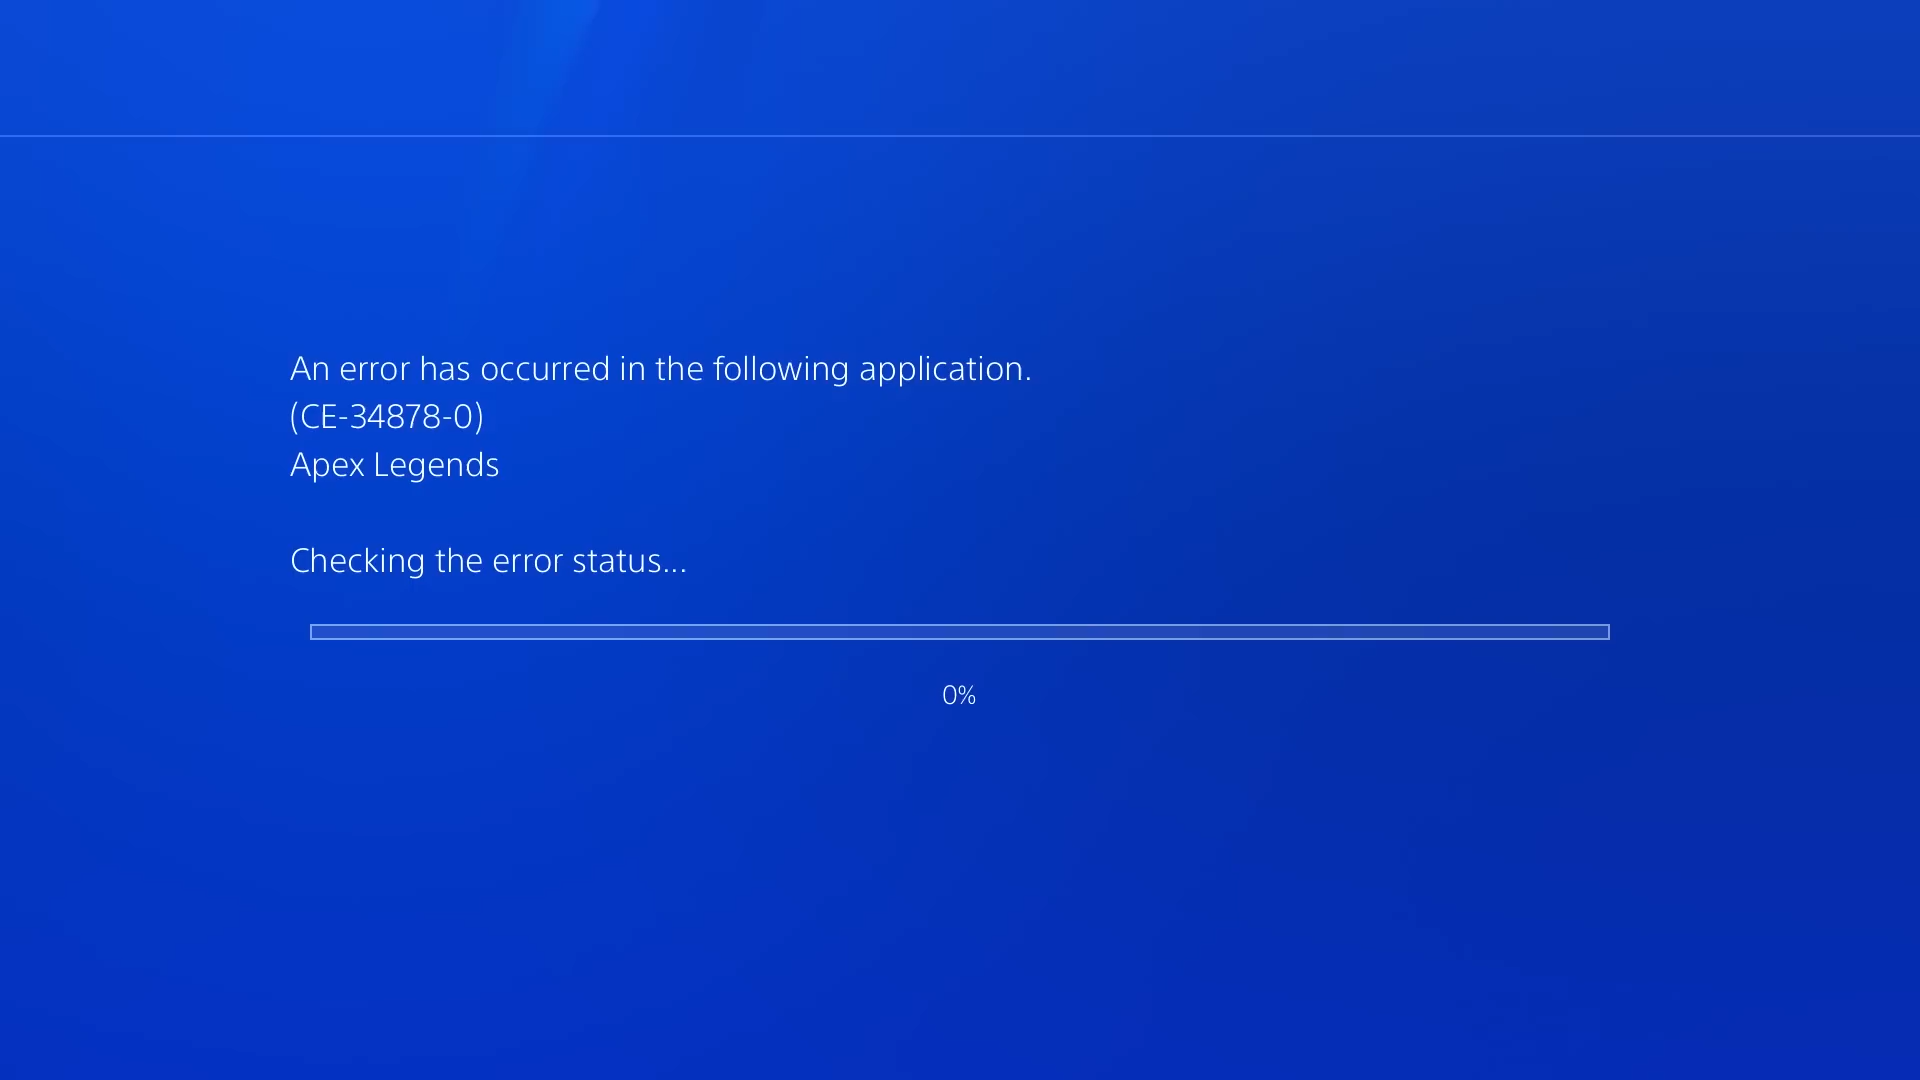 An error has occurred in the following application.
(CE-34878-0)
Apex Legends
Checking the error status...
0%